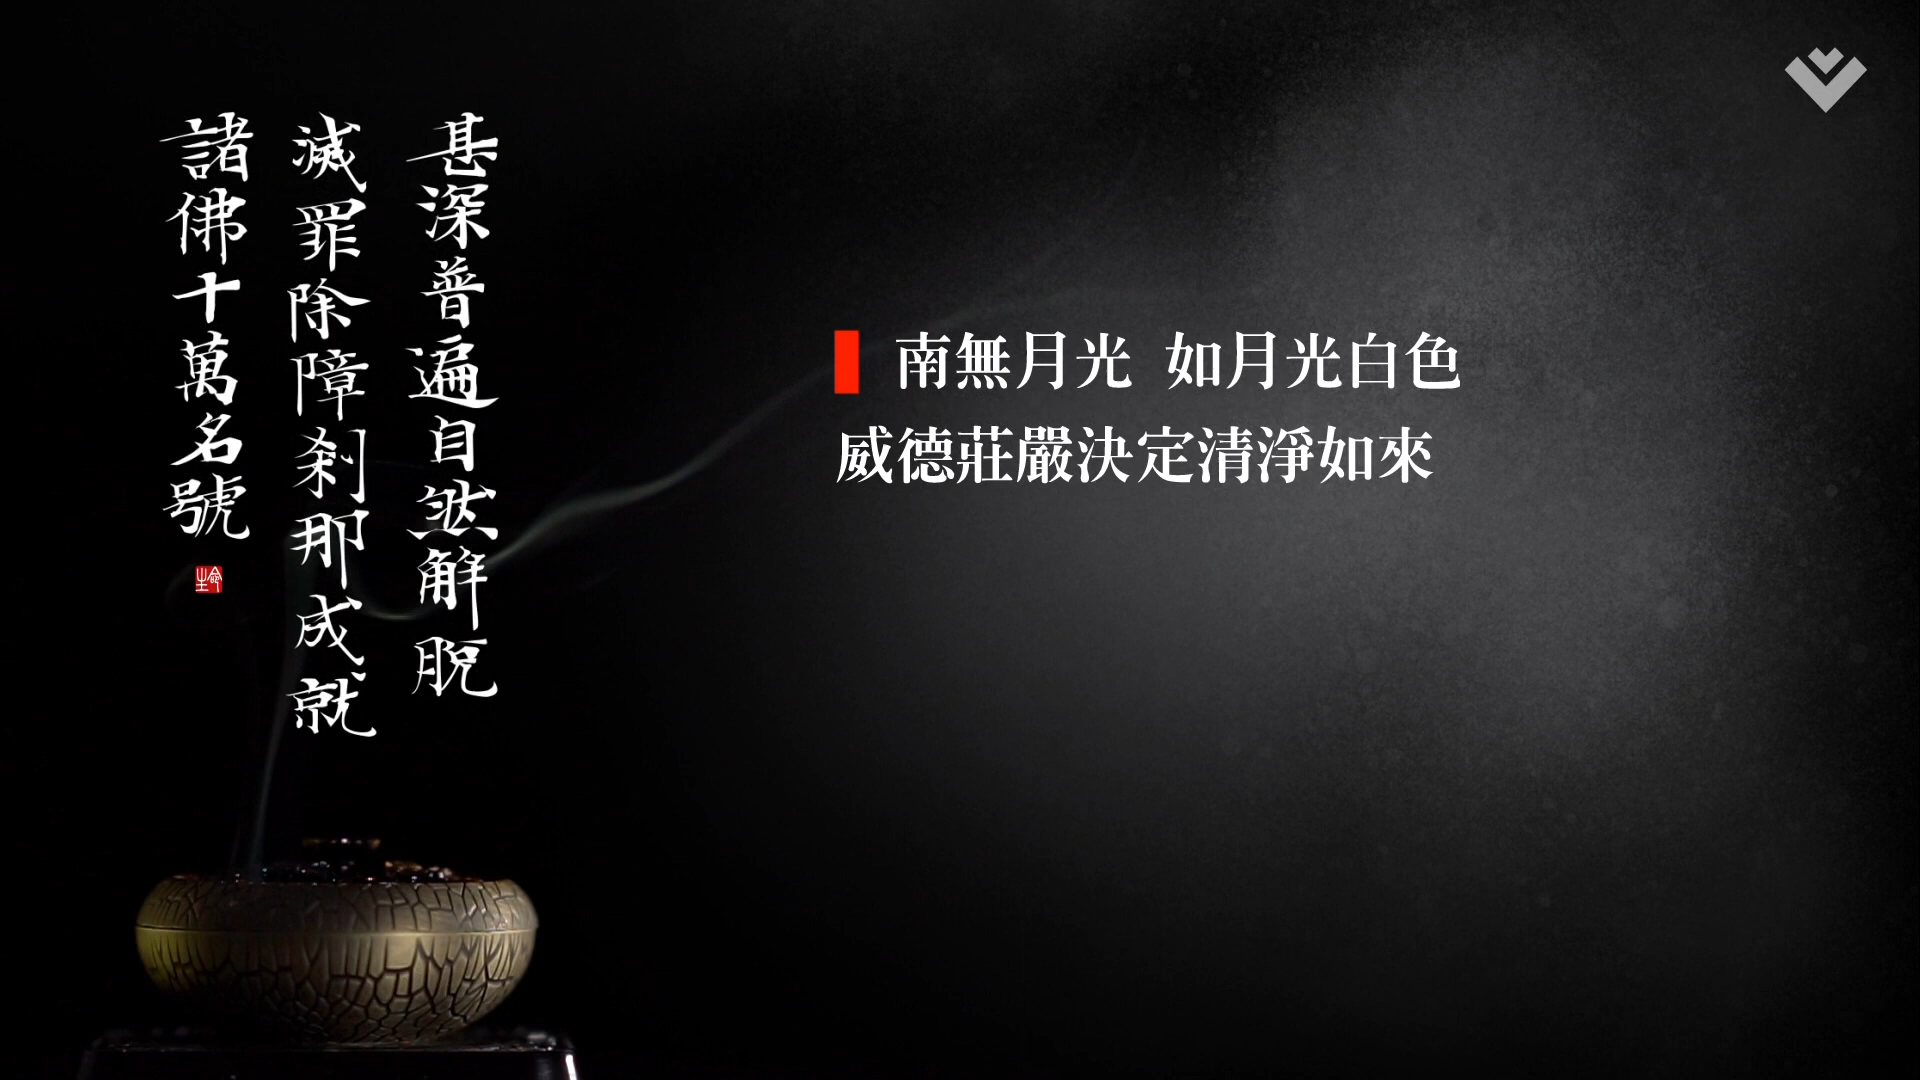 甚深普遍自然解脫
滅罪除障剎那成就
諸佛十萬名號
南無月光 如月光白色
威德莊嚴決定清淨如來